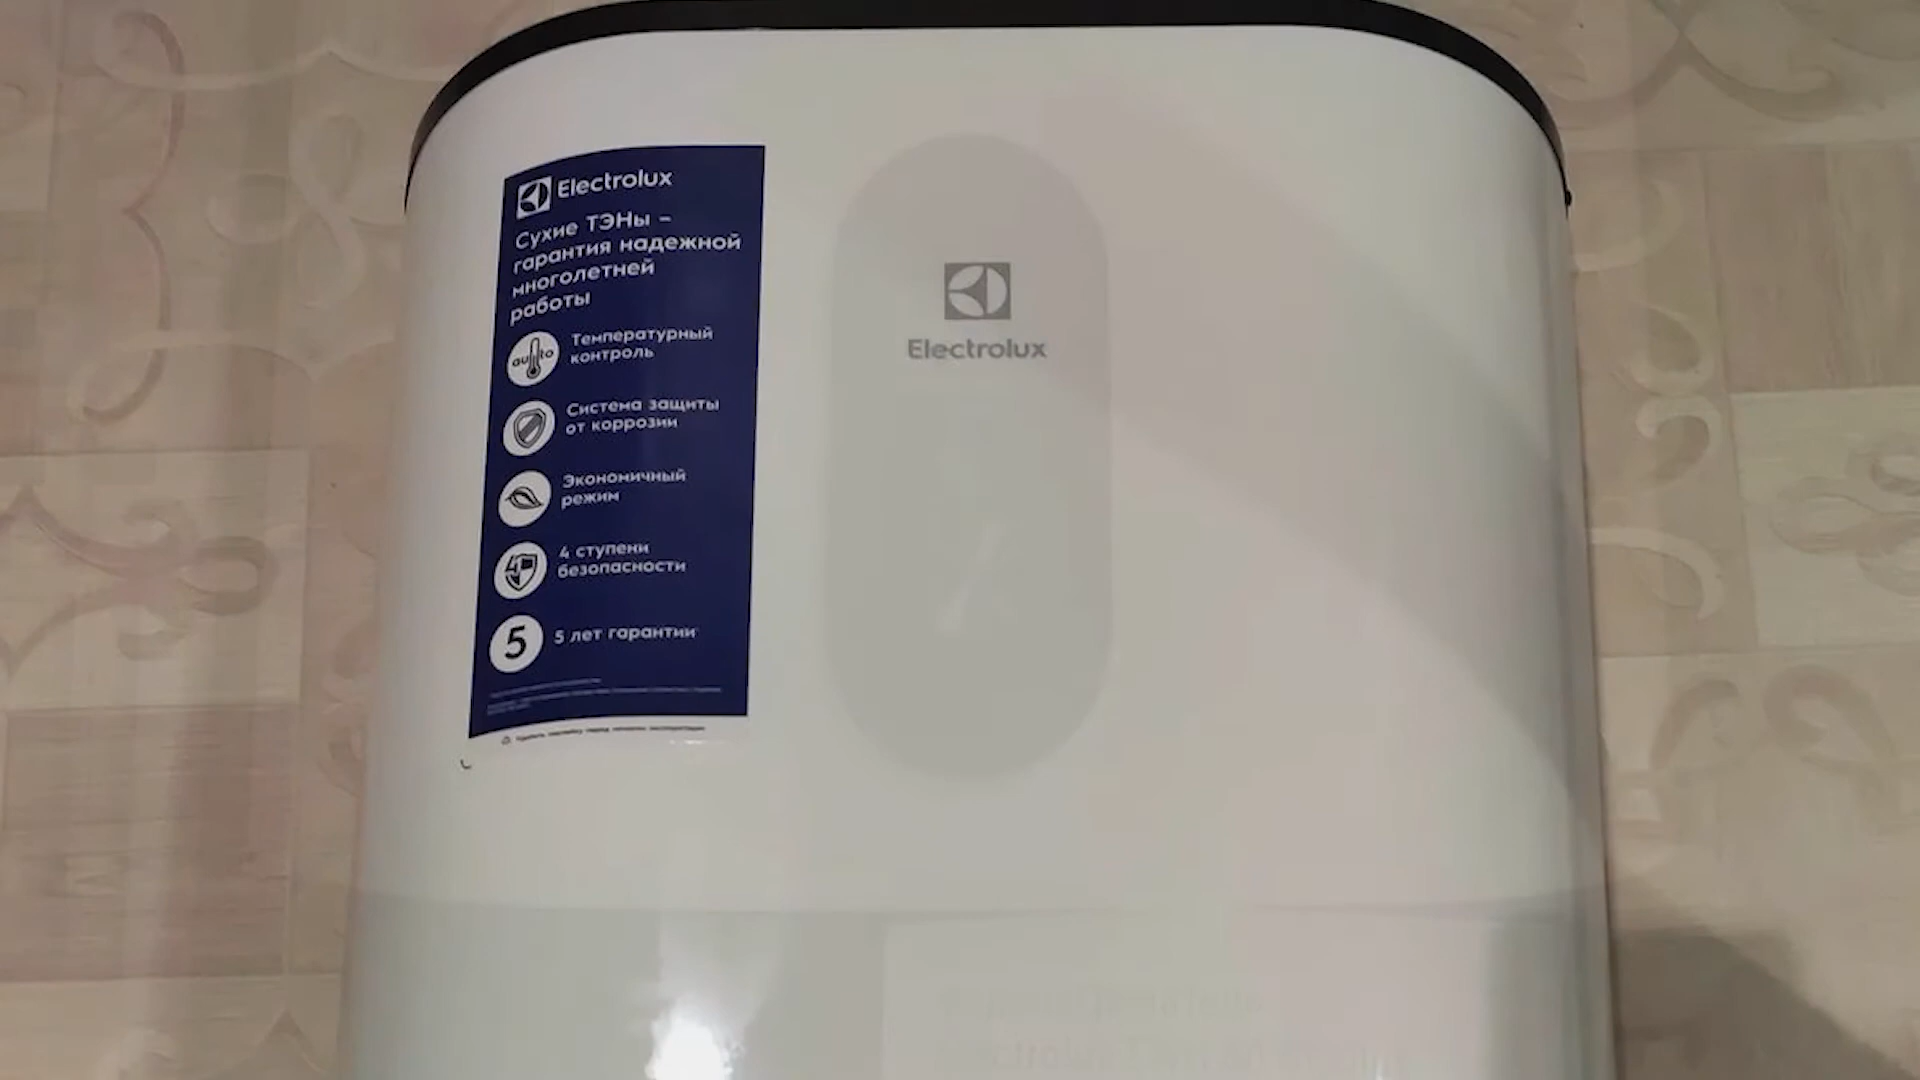 Electrolux
Сухие ТЭНы –
гарантия надежной
многолетней
работы
auto
Температурный
контроль
Система защиты
от коррозии
Экономичный
режим
4 ступени
безопасности
5
5 лет гарантии
Electrolux